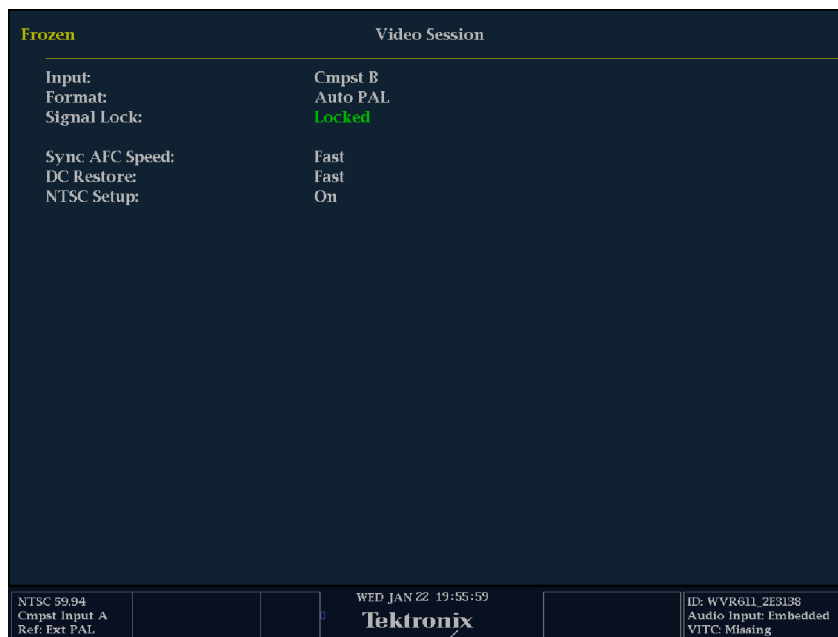 Frozen Video Session
Input: Cmpst B
Format: Auto PAL
Signal Lock: Locked
Sync AFC Speed: Fast
DC Restore: Fast
NTSC Setup: On
NTSC 59.94
Cmpst Input A
Ref: Ext PAL
WED JAN 22 19:55:59
Tektronix
ID: WVR611_2E3138
Audio Input: Embedded
VITC: Missing